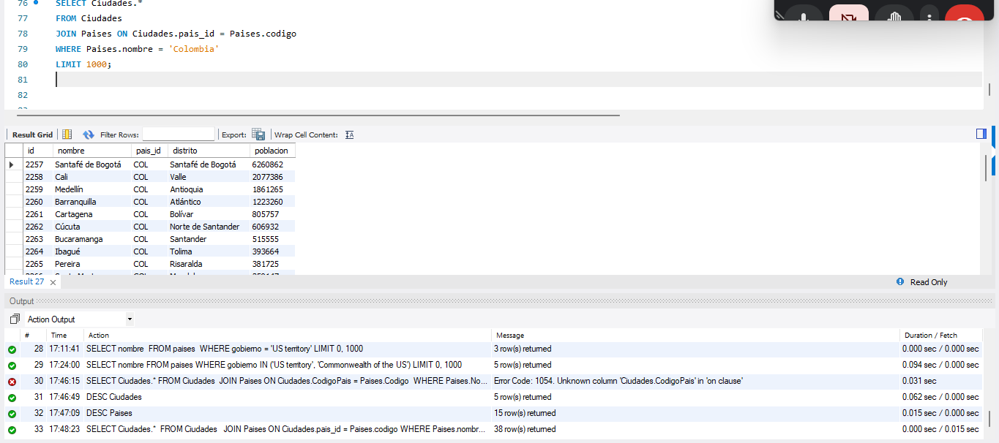 76 SELECT Ciudades.*
77 FROM Ciudades
78 JOIN Paises ON Ciudades.pais_id = Paises.codigo
79 WHERE Paises.nombre = 'Colombia'
80 LIMIT 1000;
81
82
Result Grid Filter Rows: Export: Wrap Cell Content: IA
id nombre pais_id distrito poblacion
2257 Santafé de Bogotá COL Santafé de Bogotá 6260862
2258 Cali COL Valle 2077386
2259 Medellín COL Antioquia 1861265
2260 Barranquilla COL Atlántico 1223260
2261 Cartagena COL Bolívar 805757
2262 Cúcuta COL Norte de Santander 606932
2263 Bucaramanga COL Santander 515555
2264 Ibagué COL Tolima 393664
2265 Pereira COL Risaralda 381725
Result 27 Read Only
Output
Action Output
# Time Action Message Duration / Fetch
28 17:11:41 SELECT nombre FROM paises WHERE gobierno = 'US territory' LIMIT 0, 1000 3 row(s) returned 0.000 sec / 0.000 sec
29 17:24:00 SELECT nombre FROM paises WHERE gobierno IN ('US territory', 'Commonwealth of the US') LIMIT 0, 1000 5 row(s) returned 0.094 sec / 0.000 sec
30 17:46:15 SELECT Ciudades.* FROM Ciudades JOIN Paises ON Ciudades.CodigoPais = Paises.Codigo WHERE Paises.No... Error Code: 1054. Unknown column 'Ciudades.CodigoPais' in 'on clause' 0.031 sec
31 17:46:49 DESC Ciudades 5 row(s) returned 0.062 sec / 0.000 sec
32 17:47:09 DESC Paises 15 row(s) returned 0.015 sec / 0.000 sec
33 17:48:23 SELECT Ciudades.* FROM Ciudades JOIN Paises ON Ciudades.pais_id = Paises.codigo WHERE Paises.nombr... 38 row(s) returned 0.000 sec / 0.015 sec